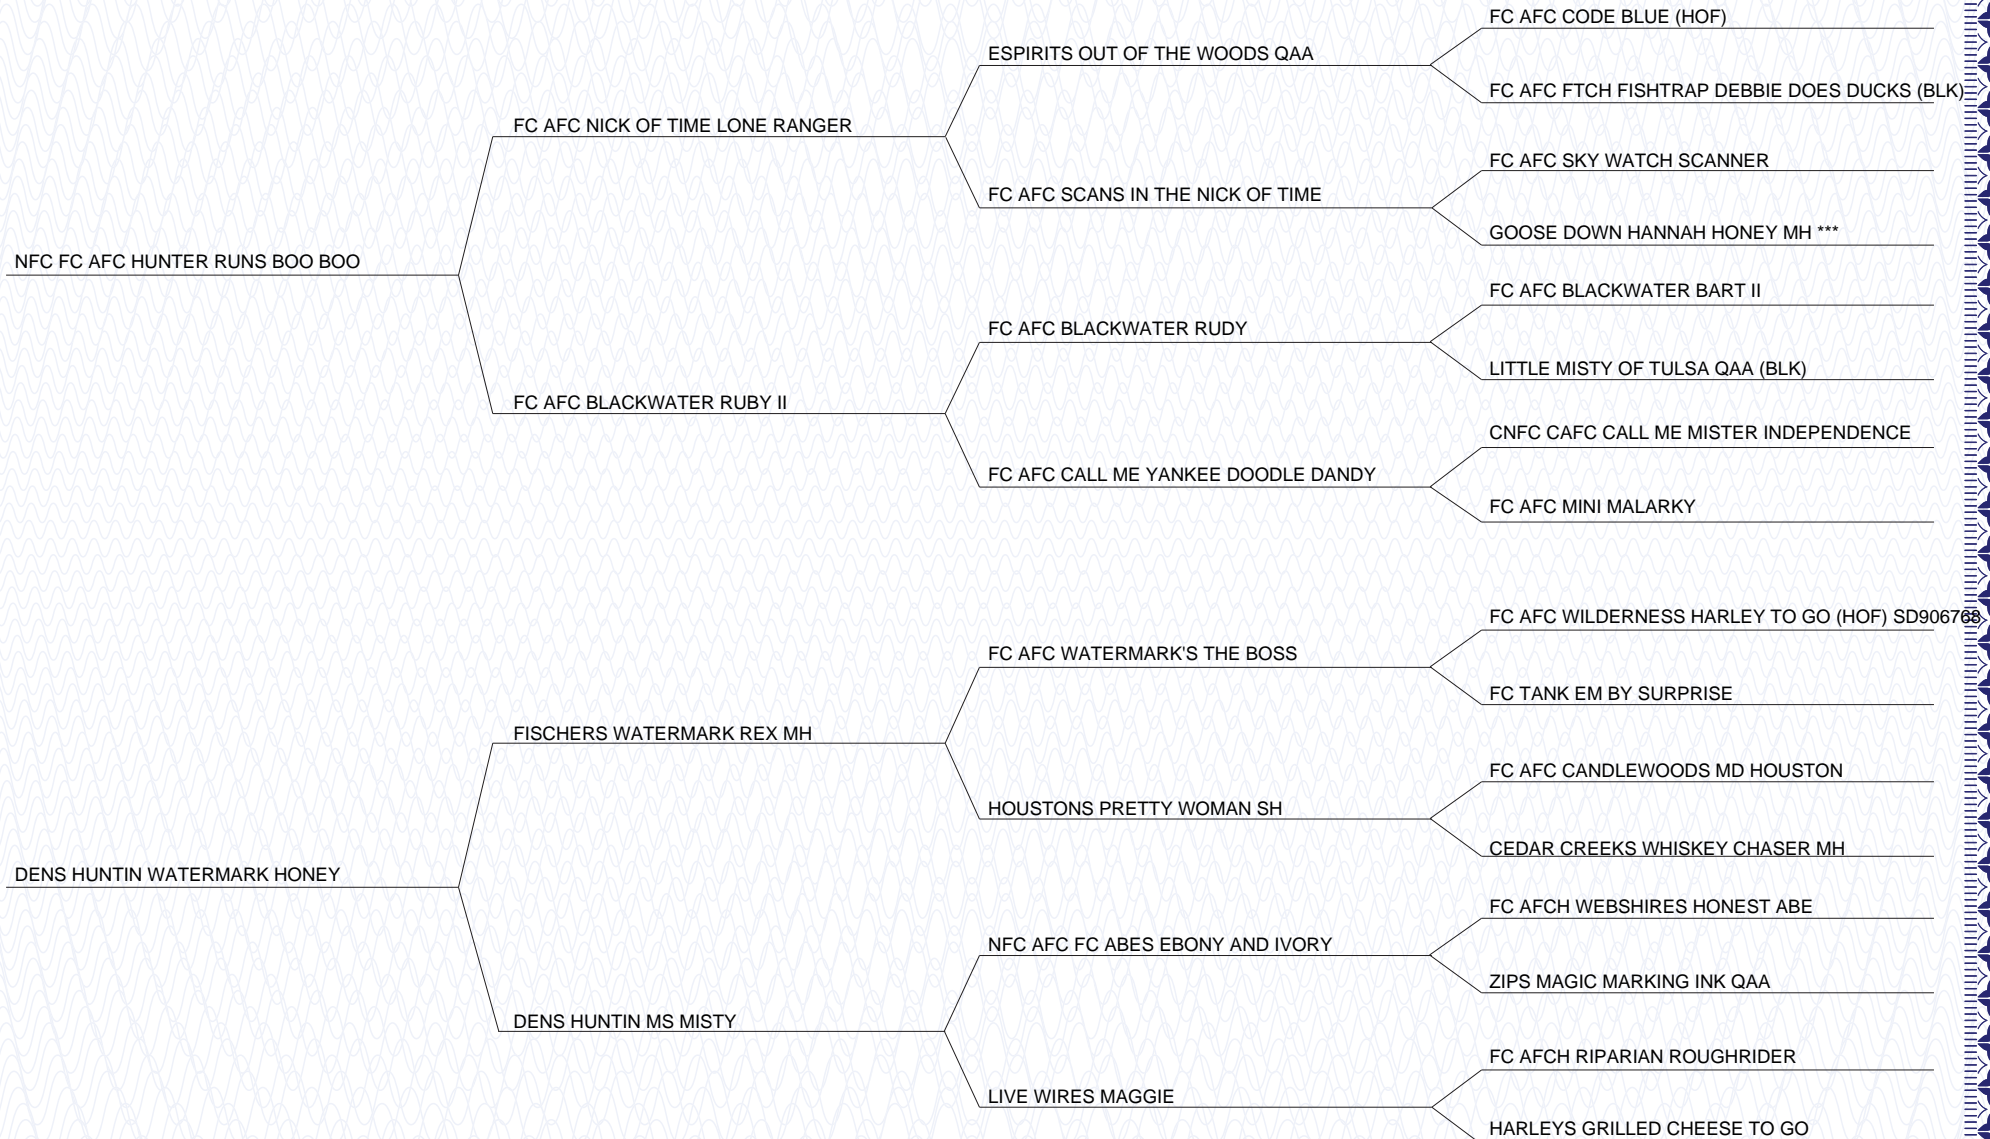 FC AFC CODE BLUE (HOF)
ESPIRITS OUT OF THE WOODS QAA
FC AFC FTCH FISHTRAP DEBBIE DOES DUCKS (BLK)
FC AFC NICK OF TIME LONE RANGER
FC AFC SKY WATCH SCANNER
FC AFC SCANS IN THE NICK OF TIME
GOOSE DOWN HANNAH HONEY MH ***
NFC FC AFC HUNTER RUNS BOO BOO
FC AFC BLACKWATER BART II
FC AFC BLACKWATER RUDY
LITTLE MISTY OF TULSA QAA (BLK)
FC AFC BLACKWATER RUBY II
CNFC CAFC CALL ME MISTER INDEPENDENCE
FC AFC CALL ME YANKEE DOODLE DANDY
FC AFC MINI MALARKY
FC AFC WILDERNESS HARLEY TO GO (HOF) SD906768
FC AFC WATERMARK'S THE BOSS
FC TANK EM BY SURPRISE
FISCHERS WATERMARK REX MH
FC AFC CANDLEWOODS MD HOUSTON
HOUSTONS PRETTY WOMAN SH
CEDAR CREEKS WHISKEY CHASER MH
DENS HUNTIN WATERMARK HONEY
FC AFCH WEBSHIRES HONEST ABE
NFC AFC FC ABES EBONY AND IVORY
ZIPS MAGIC MARKING INK QAA
DENS HUNTIN MS MISTY
FC AFCH RIPARIAN ROUGHRIDER
LIVE WIRES MAGGIE
HARLEYS GRILLED CHEESE TO GO